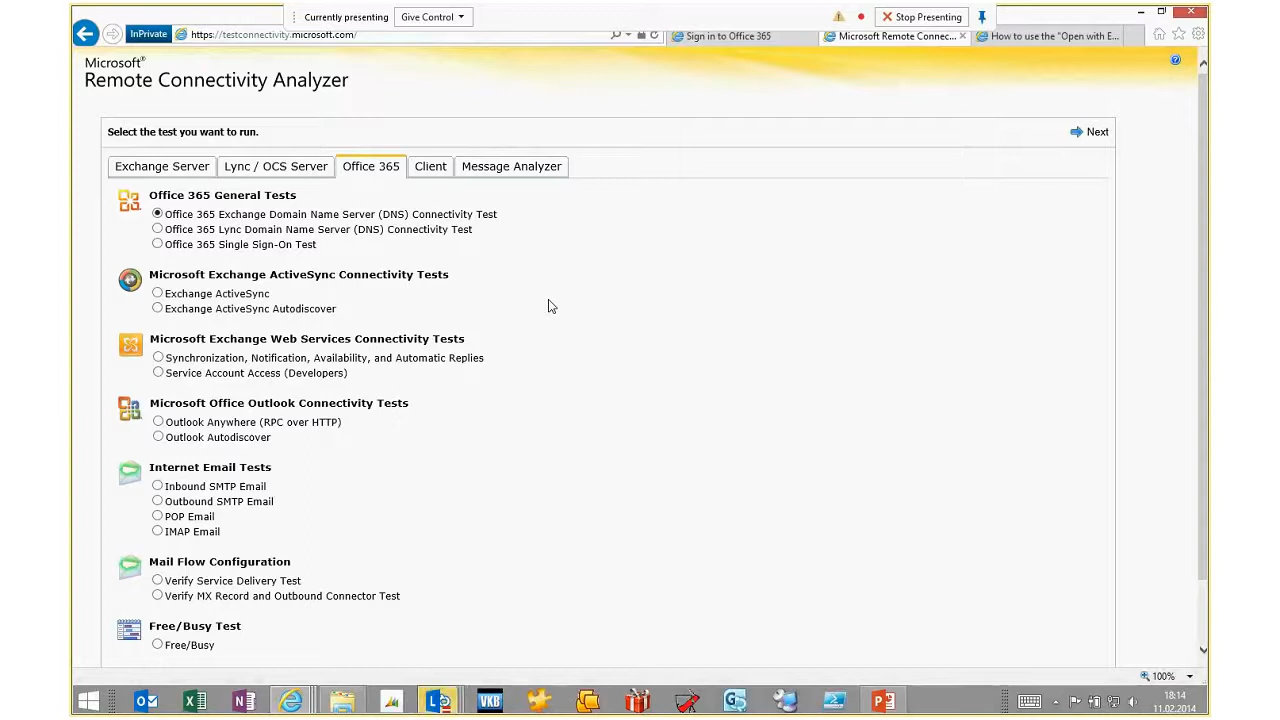 Currently presenting
Give Control
Stop Presenting
InPrivate
https://testconnectivity.microsoft.com/
Sign in to Office 365
Microsoft Remote Connec...
How to use the "Open with E...
Microsoft®
Remote Connectivity Analyzer
Select the test you want to run.
Next
Exchange Server
Lync / OCS Server
Office 365
Client
Message Analyzer
Office 365 General Tests
Office 365 Exchange Domain Name Server (DNS) Connectivity Test
Office 365 Lync Domain Name Server (DNS) Connectivity Test
Office 365 Single Sign-On Test
Microsoft Exchange ActiveSync Connectivity Tests
Exchange ActiveSync
Exchange ActiveSync Autodiscover
Microsoft Exchange Web Services Connectivity Tests
Synchronization, Notification, Availability, and Automatic Replies
Service Account Access (Developers)
Microsoft Office Outlook Connectivity Tests
Outlook Anywhere (RPC over HTTP)
Outlook Autodiscover
Internet Email Tests
Inbound SMTP Email
Outbound SMTP Email
POP Email
IMAP Email
Mail Flow Configuration
Verify Service Delivery Test
Verify MX Record and Outbound Connector Test
Free/Busy Test
Free/Busy
100%
VKB
18:14
11.02.2014